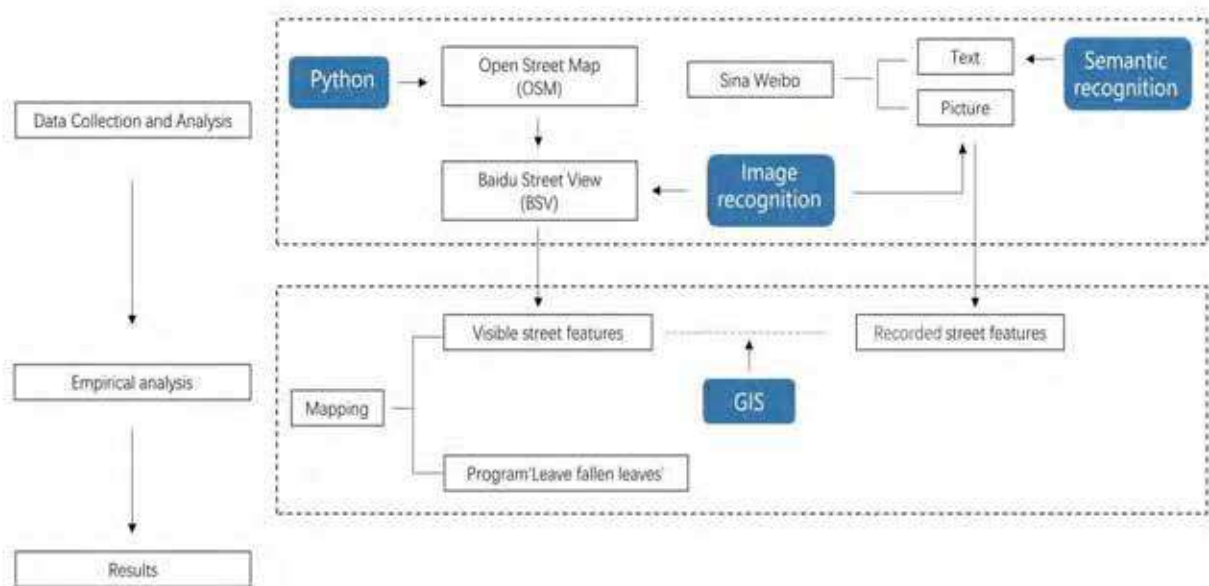 Data Collection and Analysis
Empirical analysis
Results
Python
Open Street Map
(OSM)
Sina Weibo
Text
Picture
Semantic
recognition
Baidu Street View
(BSV)
Image
recognition
Visible street features
Recorded street features
Mapping
GIS
Program'Leave fallen leaves'